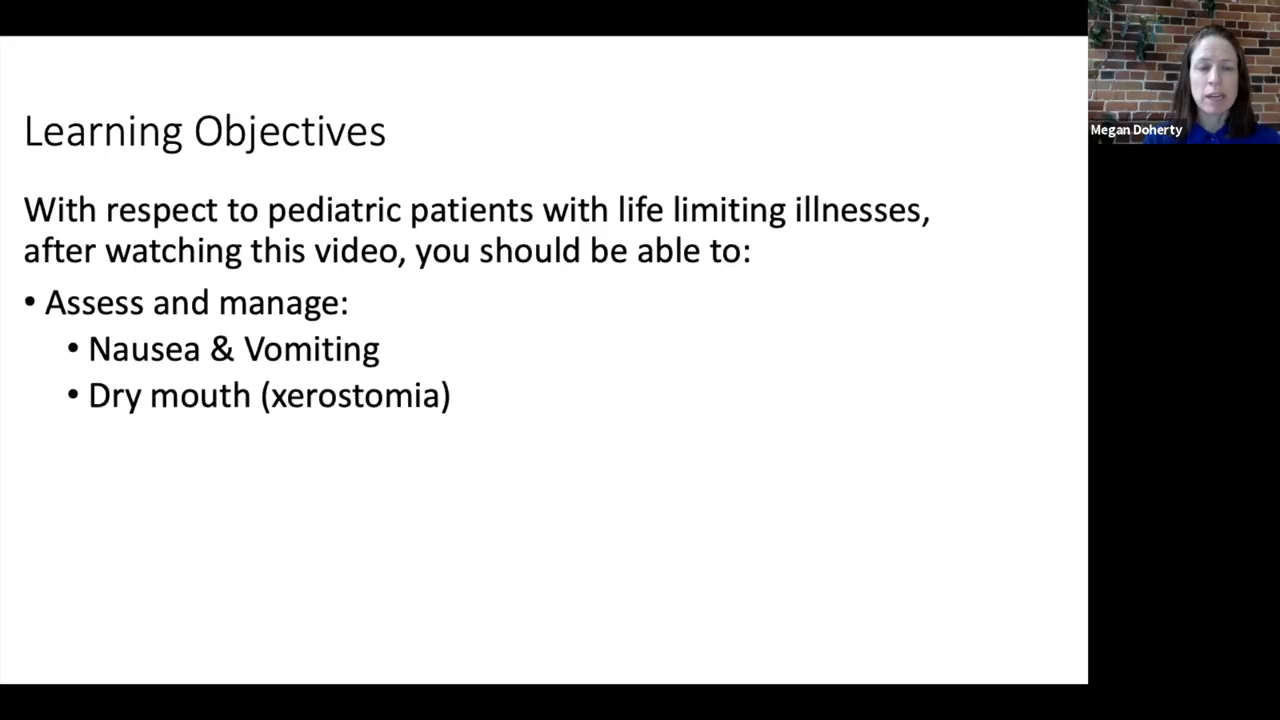 Learning Objectives
With respect to pediatric patients with life limiting illnesses,
after watching this video, you should be able to:
• Assess and manage:
• Nausea & Vomiting
• Dry mouth (xerostomia)
Megan Doherty